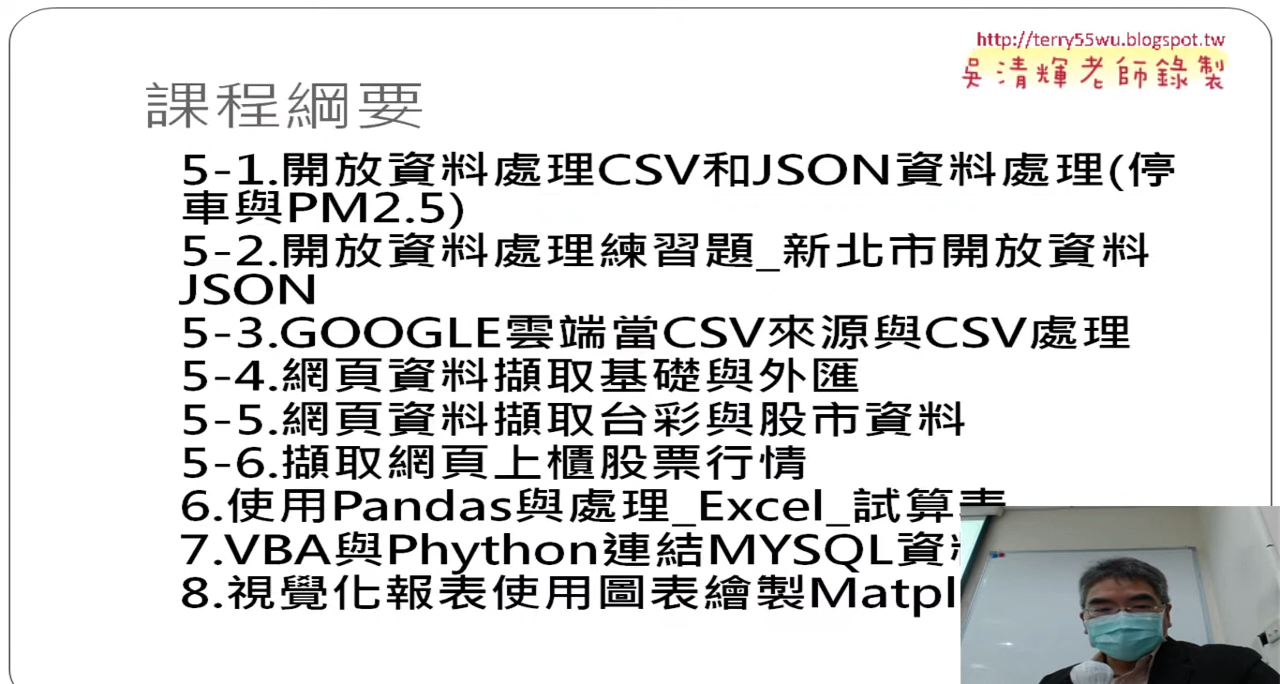 http://terry55wu.blogspot.tw
吳清輝老師錄製
課程綱要
5-1.開放資料處理CSV和JSON資料處理(停
車與PM2.5)
5-2.開放資料處理練習題_新北市開放資料
JSON
5-3.GOOGLE雲端當CSV來源與CSV處理
5-4.網頁資料擷取基礎與外匯
5-5.網頁資料擷取台彩與股市資料
5-6.擷取網頁上櫃股票行情
6.使用Pandas與處理_Excel_試算表
7.VBA與Phython連結MYSQL資
8.視覺化報表使用圖表繪製Matpl